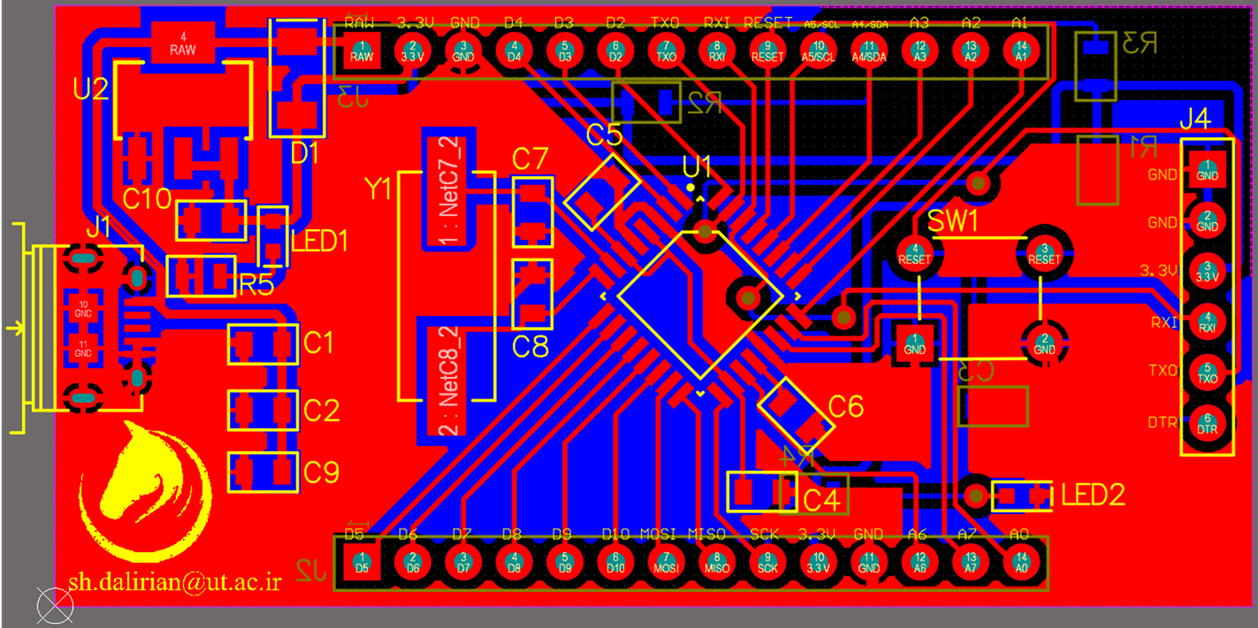 RAW 3.3V GND D4 D3 D2 TXO RXI RESET A5/SCL A4/SDA A3 A2 A1
1 RAW 2 3.3 V 3 GND 4 D4 5 D3 6 D2 7 TXO 8 RXI 9 RESET 10 A5/SCL 11 A4/SDA 12 A3 13 A2 14 A1
4 RAW
U2
J3
R2
R3
D1
C5
C7
U1
Y1
1 : NetC7_2
C10
J1
LED1
R5
R1
J4
GND 1 GND
GND 2 GND
3.3V 3 3.3 V
RXI 4 RXI
TXO 5 TXO
DTR 6 DTR
SW1
4 RESET 3 RESET
1 GND 2 GND
10 GND
11 GND
C1
C8
2 : NetC8_2
C2
C3
C6
C9
R4
C4
LED2
D5 D6 D7 D8 D9 D10 MOSI MISO SCK 3.3V GND A6 A7 A0
J2
1 D5 2 D6 3 D7 4 D8 5 D9 6 D10 7 MOSI 8 MISO 9 SCK 10 3.3 V 11 GND 12 A6 13 A7 14 A0
sh.dalirian@ut.ac.ir